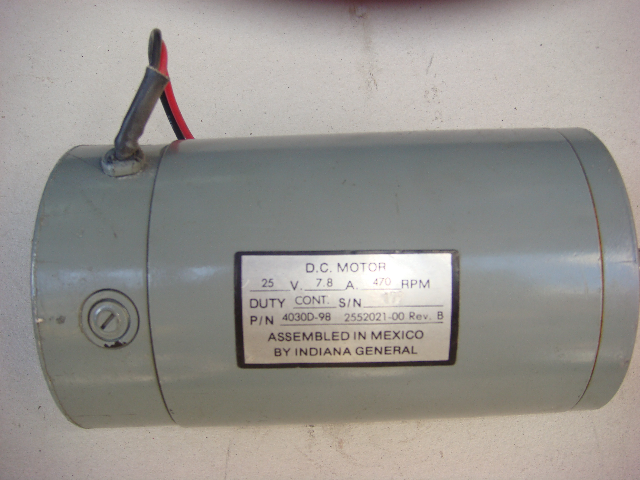 D.C. MOTOR
25 V. 7.8 A. 470 RPM
DUTY CONT. S/N
P/N 4030D-98 2552021-00 Rev. B
ASSEMBLED IN MEXICO
BY INDIANA GENERAL